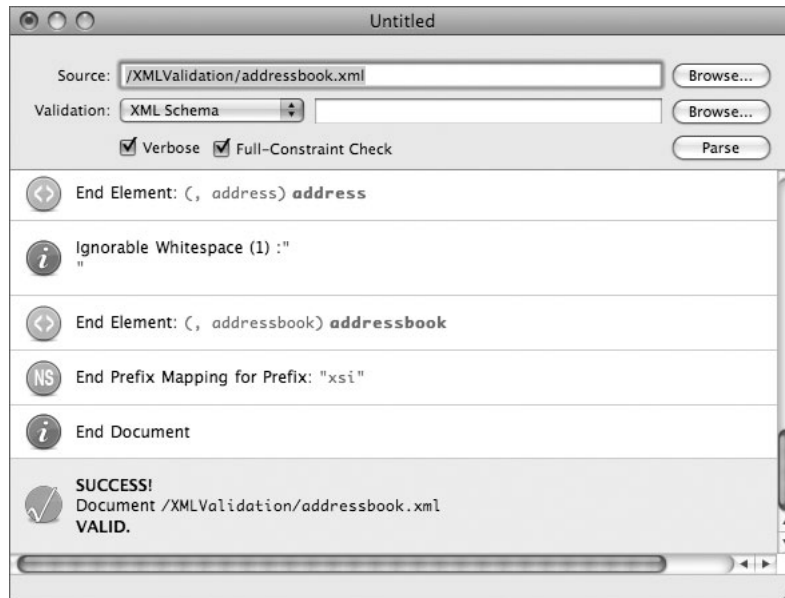 Untitled
Source: /XMLValidation/addressbook.xml Browse...
Validation: XML Schema Browse...
Verbose Full-Constraint Check Parse
End Element: (, address) address
Ignorable Whitespace (1) :"
"
End Element: (, addressbook) addressbook
NS End Prefix Mapping for Prefix: "xsi"
End Document
SUCCESS!
Document /XMLValidation/addressbook.xml
VALID.